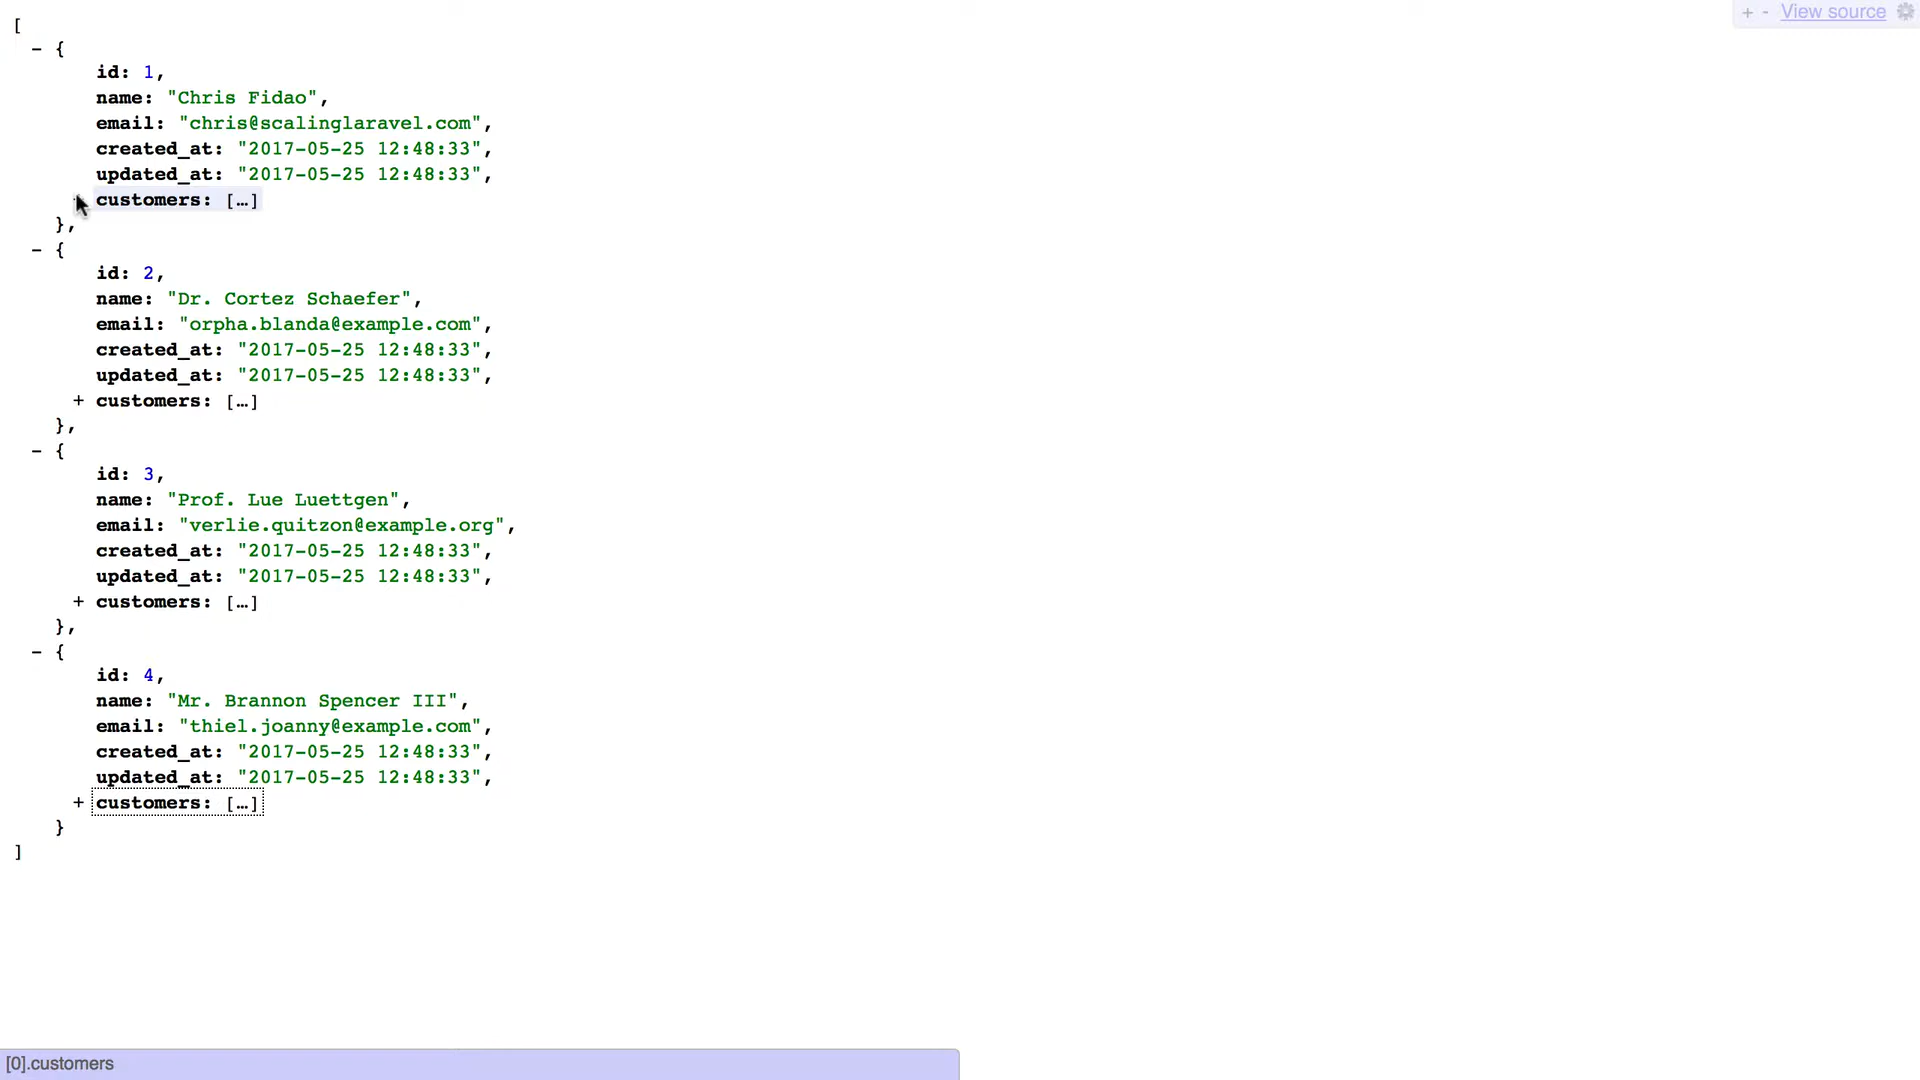 + - View source
[
- {
id: 1,
name: "Chris Fidao",
email: "chris@scalinglaravel.com",
created_at: "2017-05-25 12:48:33",
updated_at: "2017-05-25 12:48:33",
customers: […]
},
- {
id: 2,
name: "Dr. Cortez Schaefer",
email: "orpha.blanda@example.com",
created_at: "2017-05-25 12:48:33",
updated_at: "2017-05-25 12:48:33",
+ customers: […]
},
- {
id: 3,
name: "Prof. Lue Luettgen",
email: "verlie.quitzon@example.org",
created_at: "2017-05-25 12:48:33",
updated_at: "2017-05-25 12:48:33",
+ customers: […]
},
- {
id: 4,
name: "Mr. Brannon Spencer III",
email: "thiel.joanny@example.com",
created_at: "2017-05-25 12:48:33",
updated_at: "2017-05-25 12:48:33",
+ customers: […]
}
]
[0].customers